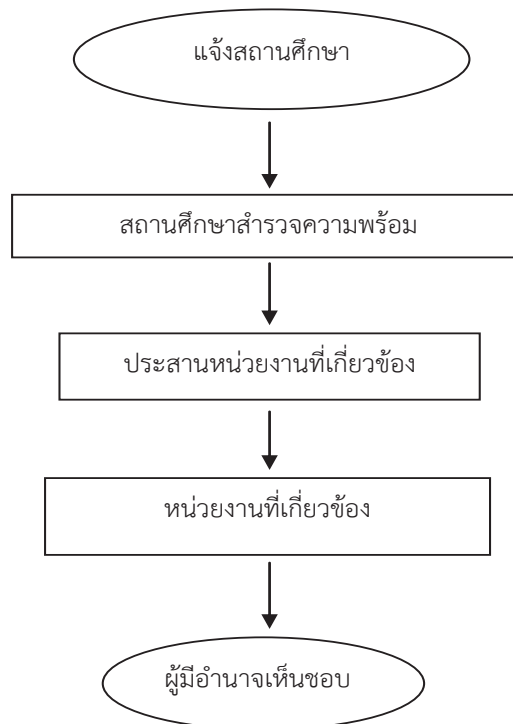 แจ้งสถานศึกษา
สถานศึกษาสำรวจความพร้อม
ประสานหน่วยงานที่เกี่ยวข้อง
หน่วยงานที่เกี่ยวข้อง
ผู้มีอำนาจเห็นชอบ